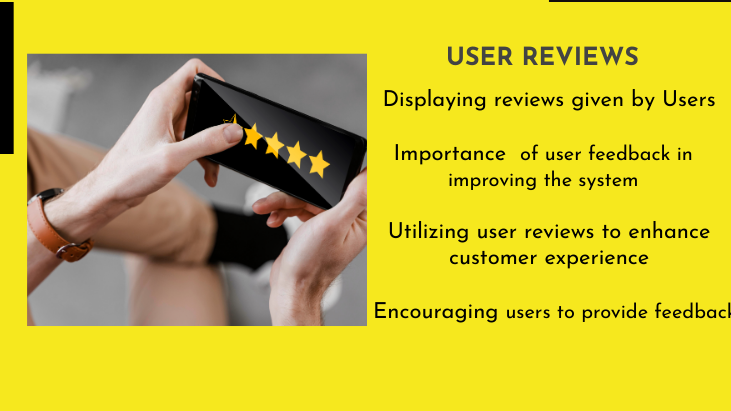 USER REVIEWS
Displaying reviews given by Users
Importance of user feedback in
improving the system
Utilizing user reviews to enhance
customer experience
Encouraging users to provide feedback